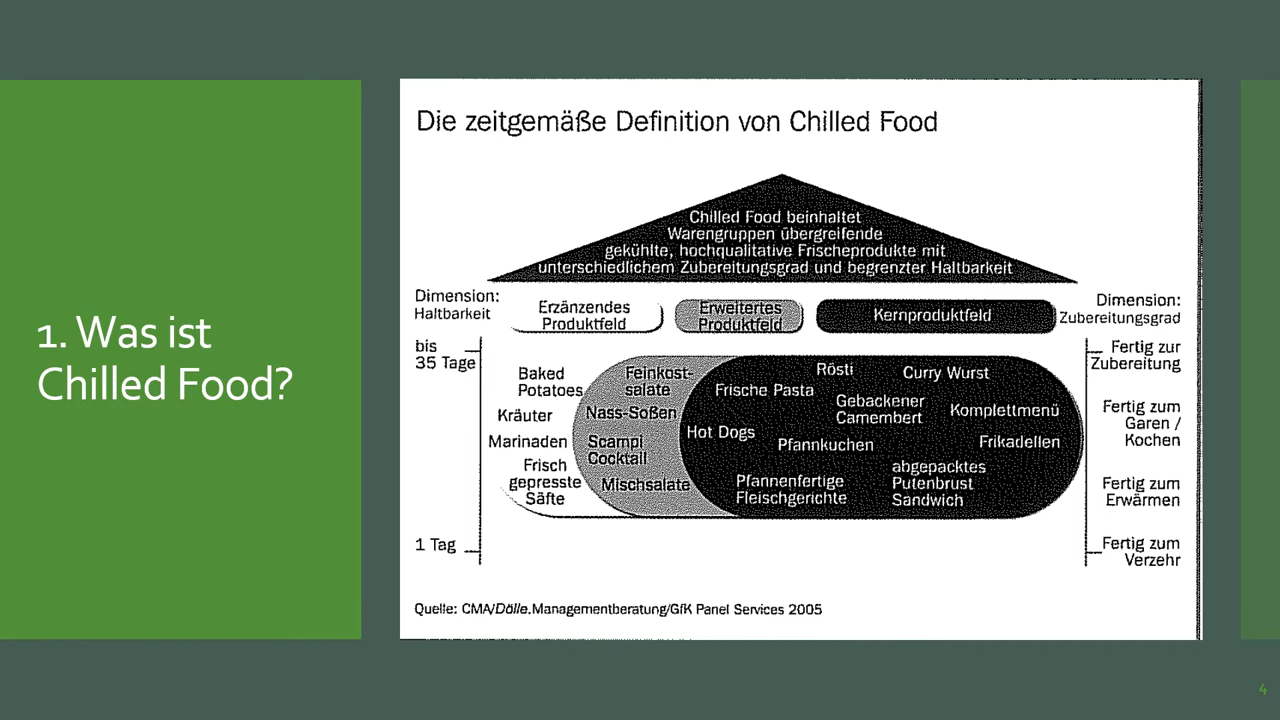 1. Was ist
Chilled Food?
Die zeitgemäße Definition von Chilled Food
Chilled Food beinhaltet
Warengruppen übergreifende
gekühlte, hochqualitative Frischeprodukte mit
unterschiedlichem Zubereitungsgrad und begrenzter Haltbarkeit
Dimension:
Haltbarkeit
Erzänzendes
Produktfeld
Erweitertes
Produktfeld
Kernproduktfeld
Dimension:
Zubereitungsgrad
bis
35 Tage
1 Tag
Baked
Potatoes
Kräuter
Marinaden
Frisch
gepresste
Säfte
Feinkost-
salate
Nass-Soßen
Scampi
Cocktail
Mischsalate
Rösti
Curry Wurst
Frische Pasta
Gebackener
Camembert
Komplettmenü
Hot Dogs
Pfannkuchen
Frikadellen
Pfannenfertige
Fleischgerichte
abgepacktes
Putenbrust
Sandwich
Fertig zur
Zubereitung
Fertig zum
Garen /
Kochen
Fertig zum
Erwärmen
Fertig zum
Verzehr
Quelle: CMA/Dölle.Managementberatung/GfK Panel Services 2005
4